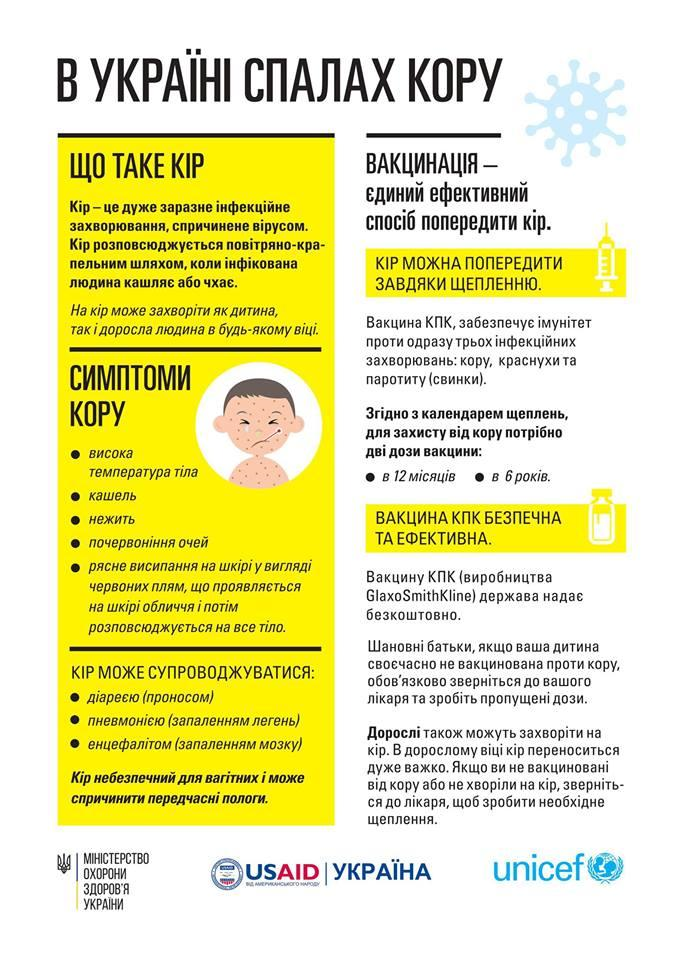 В УКРАЇНІ СПАЛАХ КОРУ
ЩО ТАКЕ КІР
Кір – це дуже заразне інфекційне
захворювання, спричинене вірусом.
Кір розповсюджується повітряно-кра-
пельним шляхом, коли інфікована
людина кашляє або чхає.
На кір може захворіти як дитина,
так і доросла людина в будь-якому віці.
СИМПТОМИ
КОРУ
● висока
температура тіла
● кашель
● нежить
● почервоніння очей
● рясне висипання на шкірі у вигляді
червоних плям, що проявляється
на шкірі обличчя і потім
розповсюджується на все тіло.
КІР МОЖЕ СУПРОВОДЖУВАТИСЯ:
● діареєю (проносом)
● пневмонією (запаленням легень)
● енцефалітом (запаленням мозку)
Кір небезпечний для вагітних і може
спричинити передчасні пологи.
ВАКЦИНАЦІЯ –
єдиний ефективний
спосіб попередити кір.
КІР МОЖНА ПОПЕРЕДИТИ
ЗАВДЯКИ ЩЕПЛЕННЮ.
Вакцина КПК, забезпечує імунітет
проти одразу трьох інфекційних
захворювань: кору, краснухи та
паротиту (свинки).
Згідно з календарем щеплень,
для захисту від кору потрібно
дві дози вакцини:
● в 12 місяців ● в 6 років.
ВАКЦИНА КПК БЕЗПЕЧНА
ТА ЕФЕКТИВНА.
Вакцину КПК (виробництва
GlaxoSmithKline) держава надає
безкоштовно.
Шановні батьки, якщо ваша дитина
своєчасно не вакцинована проти кору,
обов'язково зверніться до вашого
лікаря та зробіть пропущені дози.
Дорослі також можуть захворіти на
кір. В дорослому віці кір переноситься
дуже важко. Якщо ви не вакциновані
від кору або не хворіли на кір, зверніть-
ся до лікаря, щоб зробити необхідне
щеплення.
МІНІСТЕРСТВО
ОХОРОНИ
ЗДОРОВ'Я
УКРАЇНИ
USAID УКРАЇНА
ВІД АМЕРИКАНСЬКОГО НАРОДУ
unicef